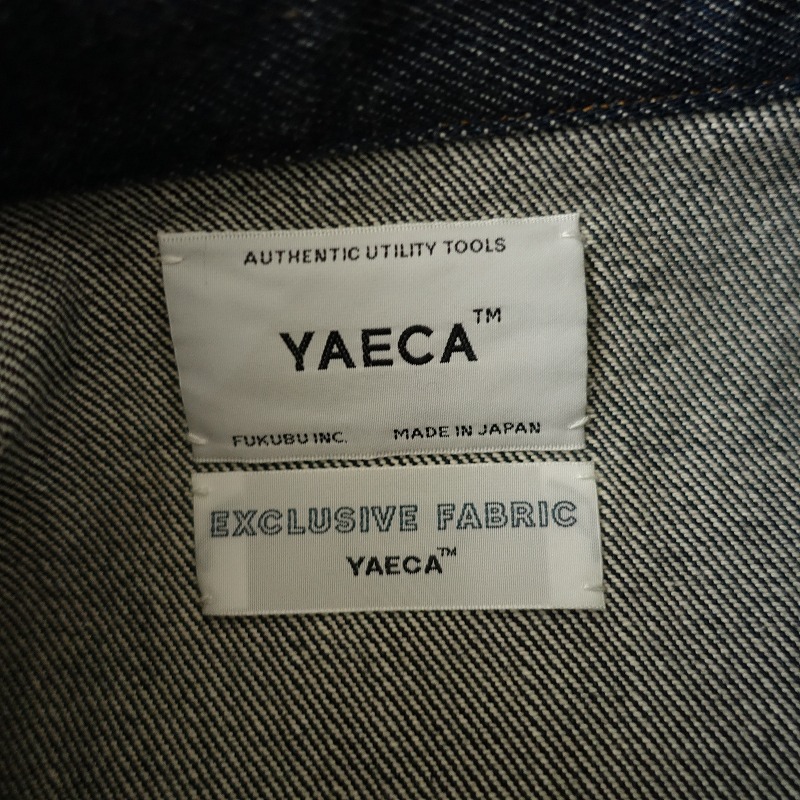 AUTHENTIC UTILITY TOOLS
YAECA™
FUKUBU INC. MADE IN JAPAN
EXCLUSIVE FABRIC
YAECA™